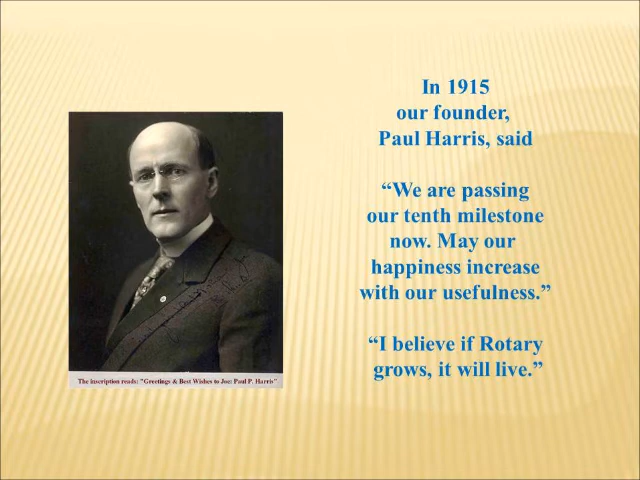 In 1915
our founder,
Paul Harris, said
“We are passing
our tenth milestone
now. May our
happiness increase
with our usefulness.”
“I believe if Rotary
grows, it will live.”
The inscription reads: "Greetings & Best Wishes to Joe: Paul P. Harris"